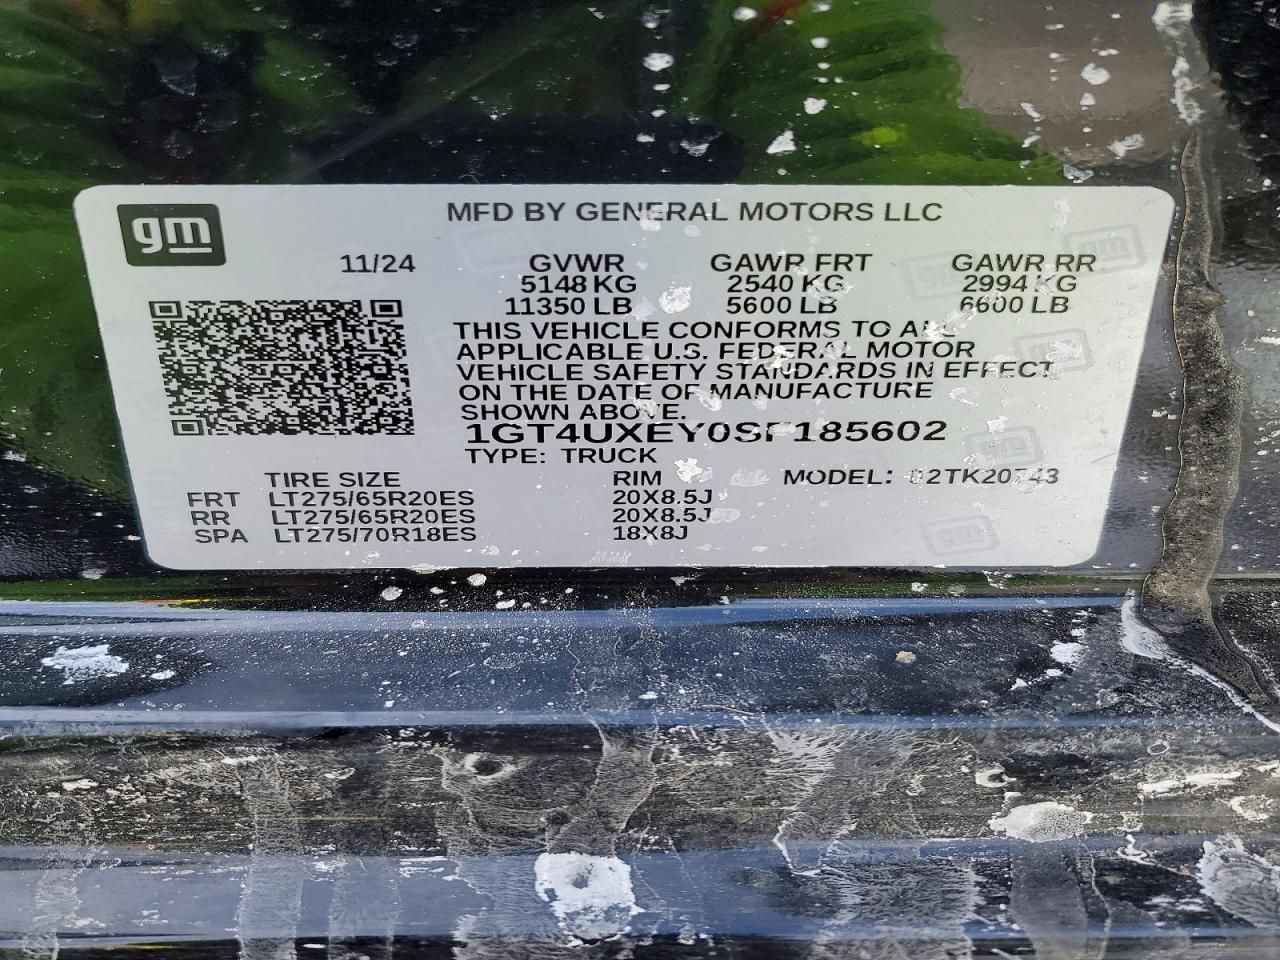 gm
MFD BY GENERAL MOTORS LLC
11/24 GVWR GAWR FRT GAWR RR
5148 KG 2540 KG 2994 KG
11350 LB 5600 LB 6600 LB
THIS VEHICLE CONFORMS TO ALL
APPLICABLE U.S. FEDERAL MOTOR
VEHICLE SAFETY STANDARDS IN EFFECT
ON THE DATE OF MANUFACTURE
SHOWN ABOVE.
1GT4UXEY0SF185602
TYPE: TRUCK
TIRE SIZE RIM MODEL: 02TK20743
FRT LT275/65R20ES 20X8.5J
RR LT275/65R20ES 20X8.5J
SPA LT275/70R18ES 18X8J